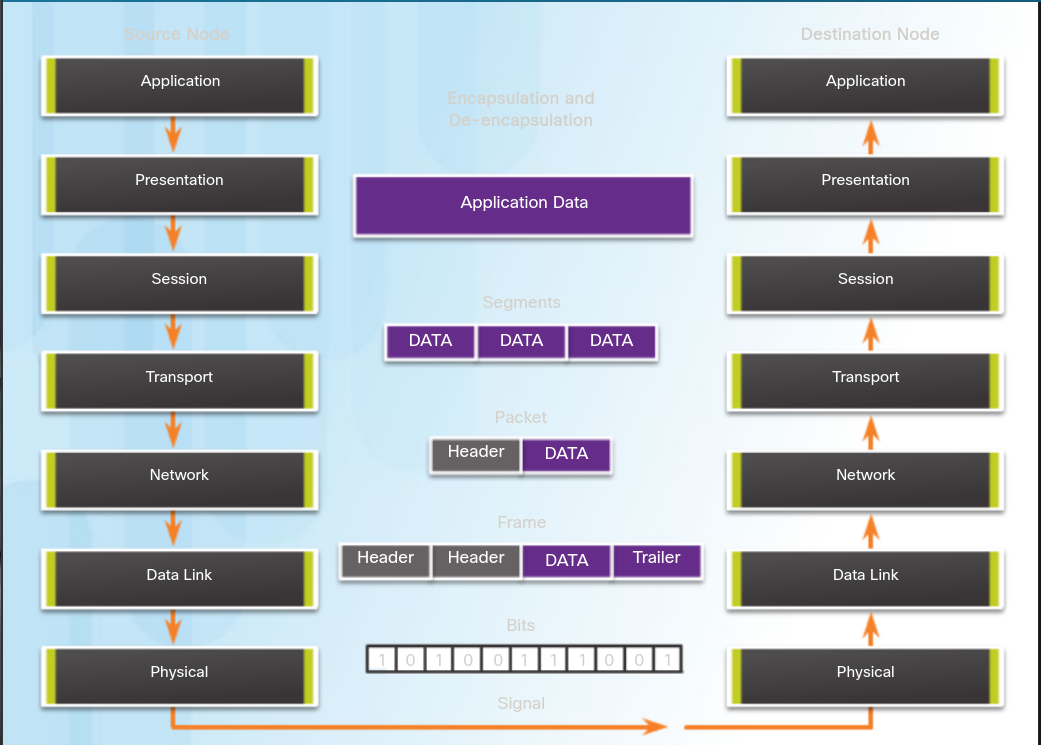 Source Node
Application
Presentation
Session
Transport
Network
Data Link
Physical
Encapsulation and
De-encapsulation
Application Data
Segments
DATA DATA DATA
Packet
Header DATA
Frame
Header Header DATA Trailer
Bits
1 0 1 0 0 1 1 1 0 0 1
Signal
Destination Node
Application
Presentation
Session
Transport
Network
Data Link
Physical